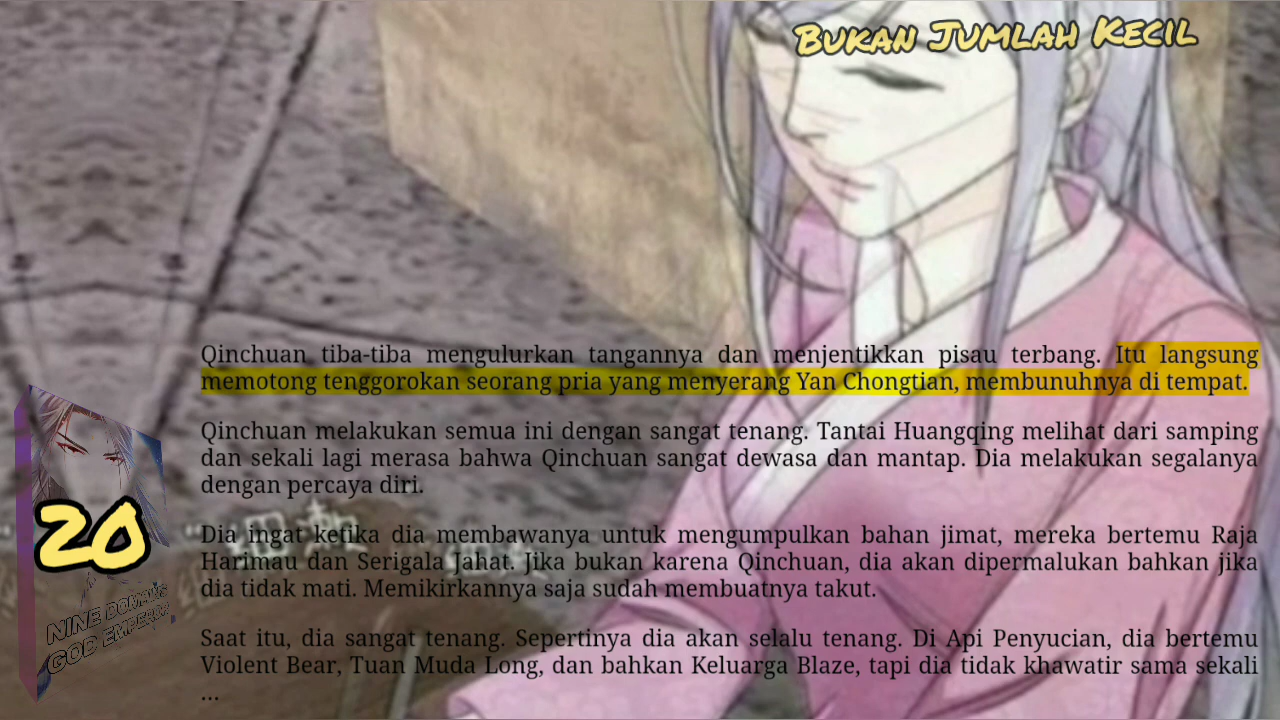 Bukan Jumlah Kecil
Qinchuan tiba-tiba mengulurkan tangannya dan menjentikkan pisau terbang. Itu langsung
memotong tenggorokan seorang pria yang menyerang Yan Chongtian, membunuhnya di tempat.
Qinchuan melakukan semua ini dengan sangat tenang. Tantai Huangqing melihat dari samping
dan sekali lagi merasa bahwa Qinchuan sangat dewasa dan mantap. Dia melakukan segalanya
dengan percaya diri.
Dia ingat ketika dia membawanya untuk mengumpulkan bahan jimat, mereka bertemu Raja
Harimau dan Serigala Jahat. Jika bukan karena Qinchuan, dia akan dipermalukan bahkan jika
dia tidak mati. Memikirkannya saja sudah membuatnya takut.
Saat itu, dia sangat tenang. Sepertinya dia akan selalu tenang. Di Api Penyucian, dia bertemu
Violent Bear, Tuan Muda Long, dan bahkan Keluarga Blaze, tapi dia tidak khawatir sama sekali
...
20
NINE DOMAINS
GOD EMPEROR